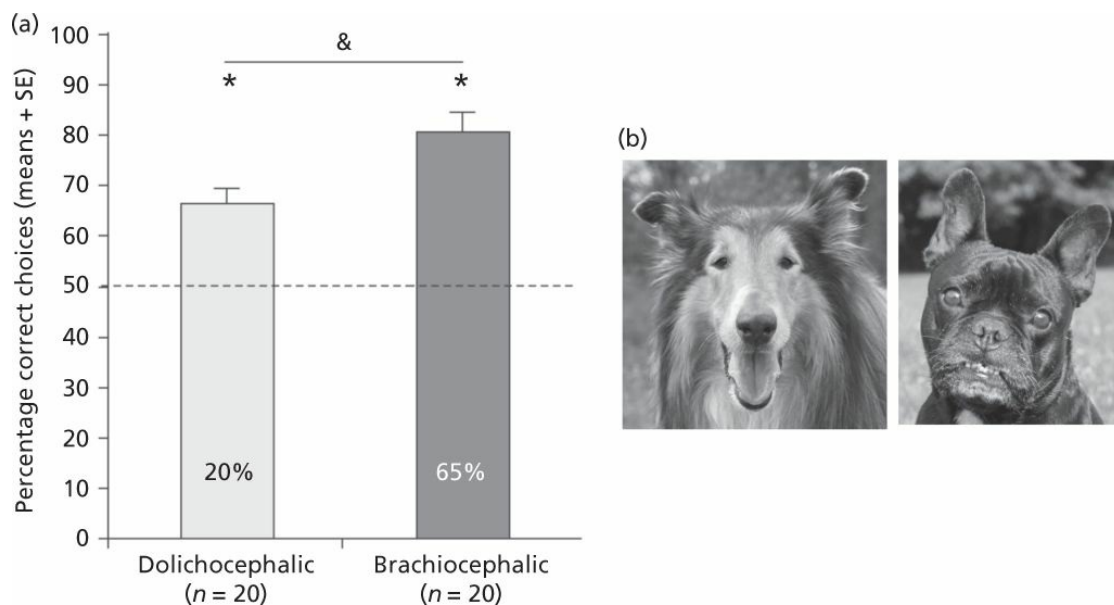 (a)
Percentage correct choices (means + SE)
100
90
80
70
60
50
40
30
20
10
0
&
*
*
20%
65%
Dolichocephalic
(n = 20)
Brachiocephalic
(n = 20)
(b)